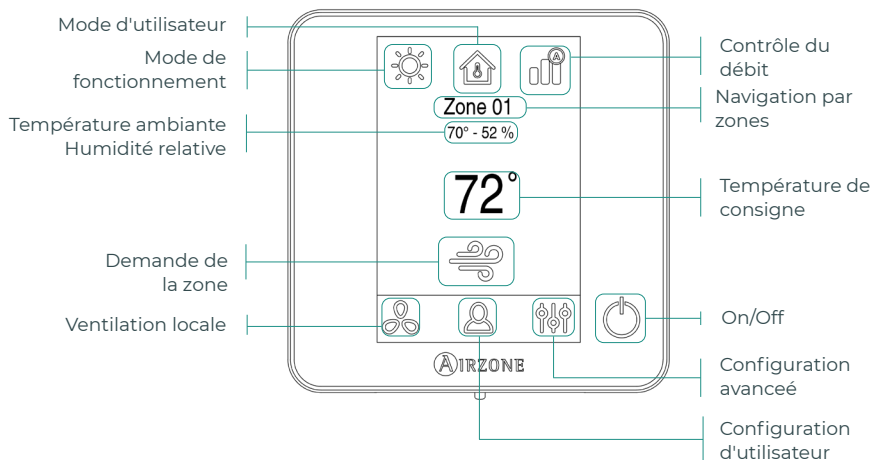 Mode d'utilisateur
Mode de
fonctionnement
Température ambiante
Humidité relative
Demande de
la zone
Ventilation locale
A
Zone 01
70° - 52 %
72°
AIRZONE
Contrôle du
débit
Navigation par
zones
Température de
consigne
On/Off
Configuration
avanceé
Configuration
d'utilisateur